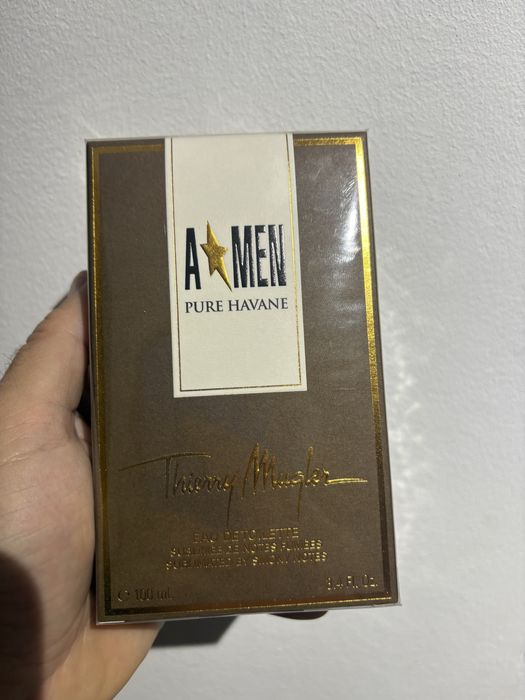 A★MEN
PURE HAVANE
Thierry Mugler
EAU DE TOILETTE
SUBLIMÉE DE NOTES FUMÉES
SUBLIMATED BY SMOKY NOTES
℮ 100 ml. 3.4 Fl. Oz.